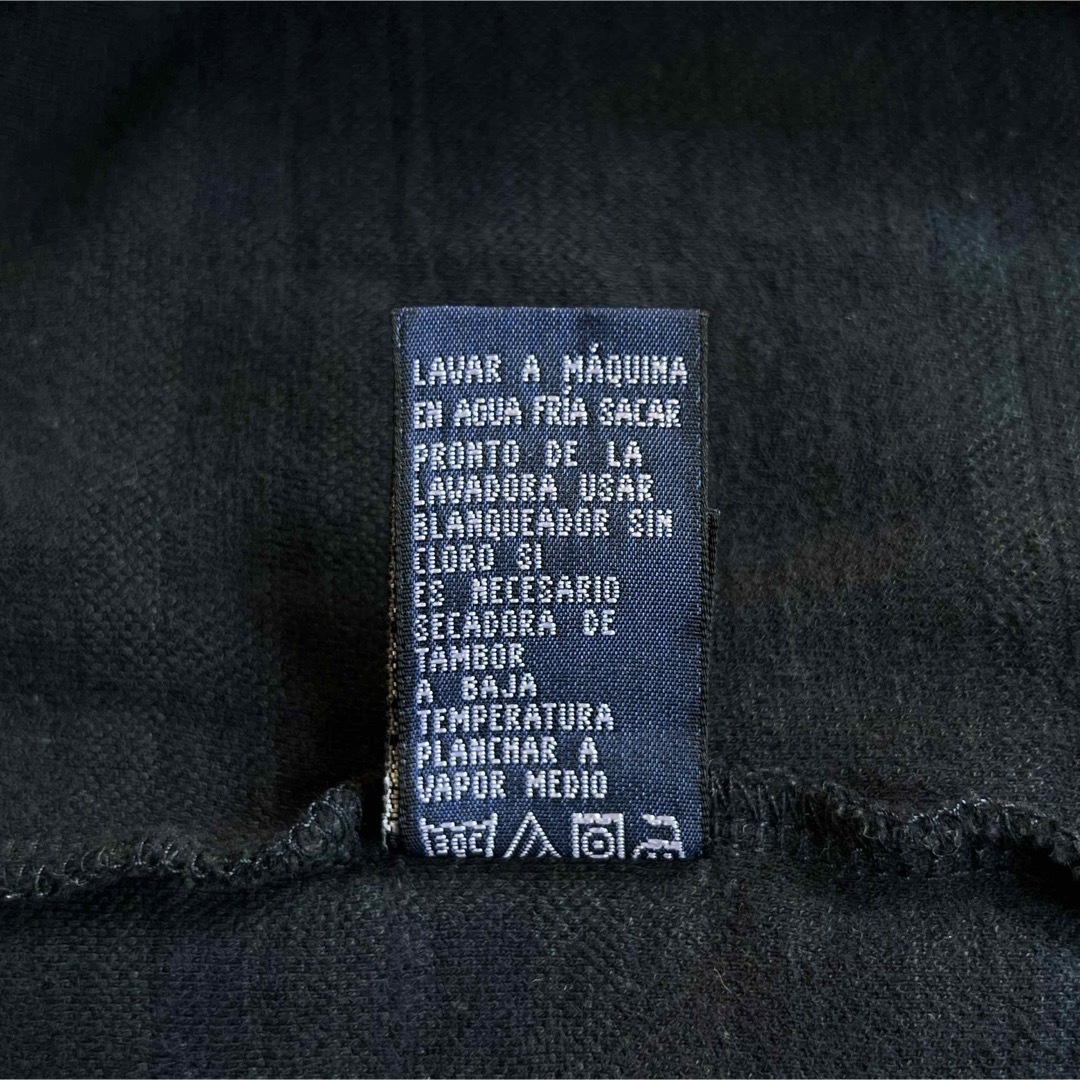 LAVAR A MÁQUINA
EN AGUA FRÍA SACAR
PRONTO DE LA
LAVADORA USAR
BLANQUEADOR SIN
CLORO SI
ES NECESARIO
SECADORA DE
TAMBOR
A BAJA
TEMPERATURA
PLANCHAR A
VAPOR MEDIO
30C